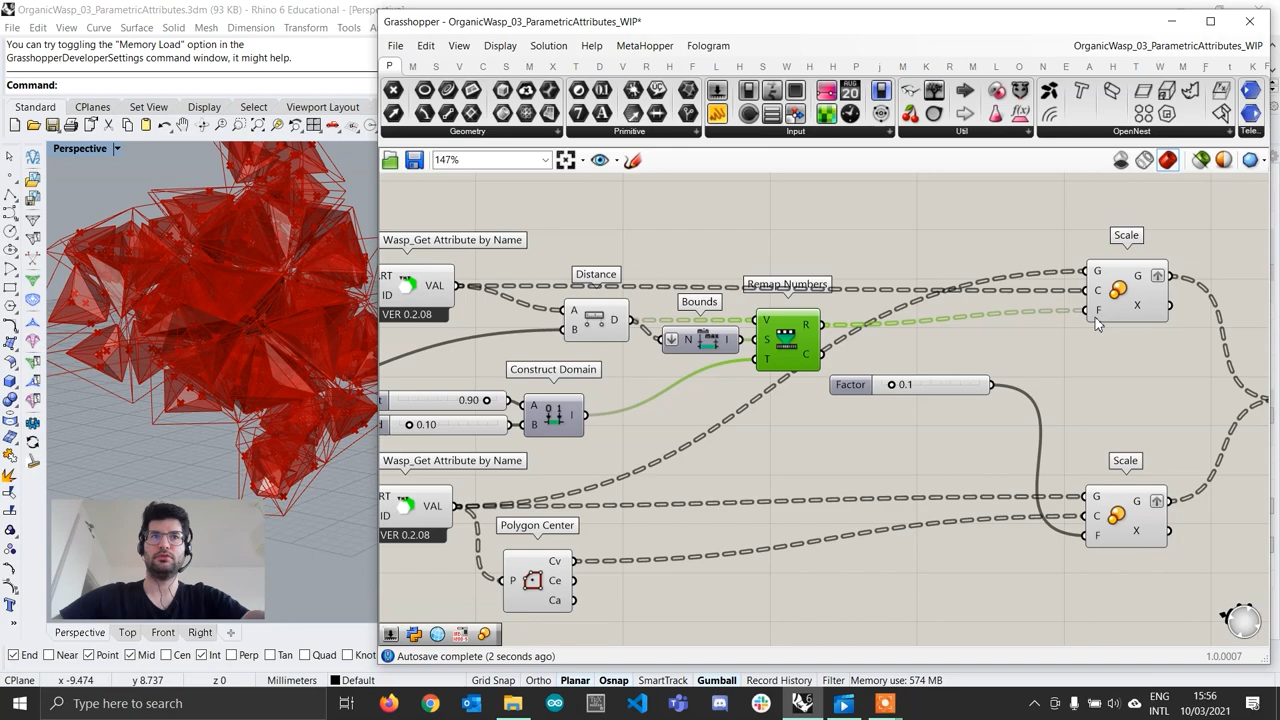 OrganicWasp_03_ParametricAttributes.3dm (93 KB) - Rhino 6 Educational - [Perspective]
File Edit View Curve Surface Solid Mesh Dimension Transform Tools
You can try toggling the "Memory Load" option in the
GrasshopperDeveloperSettings command window, it might help.
Command:
Standard CPlanes Set View Display Select Viewport Layout
Perspective
Grasshopper - OrganicWasp_03_ParametricAttributes_WIP*
File Edit View Display Solution Help MetaHopper Fologram
OrganicWasp_03_ParametricAttributes_WIP
Geometry Primitive Input Util OpenNest Tele...
147%
Wasp_Get Attribute by Name
ID VAL
VER 0.2.08
Distance
A B D
Bounds
N I
Remap Numbers
V S T R C
Construct Domain
0.90
0.10
A B I
Factor 0.1
Scale
G C F G X
Wasp_Get Attribute by Name
ID VAL
VER 0.2.08
Polygon Center
P Cv Ce Ca
Scale
G C F G X
Autosave complete (2 seconds ago)
1.0.0007
Perspective Top Front Right
End Near Point Mid Cen Int Perp Tan Quad Knot
CPlane x -9.474 y 8.737 z 0 Millimeters Default Grid Snap Ortho Planar Osnap SmartTrack Gumball Record History Filter Memory use: 574 MB
Type here to search
ENG
INTL
15:56
10/03/2021